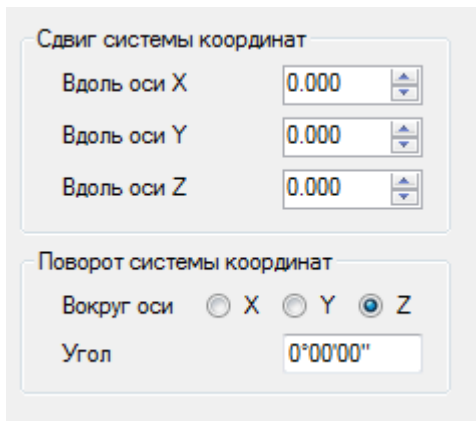 Сдвиг системы координат
Вдоль оси X 0.000
Вдоль оси Y 0.000
Вдоль оси Z 0.000
Поворот системы координат
Вокруг оси X Y Z
Угол 0°00'00"